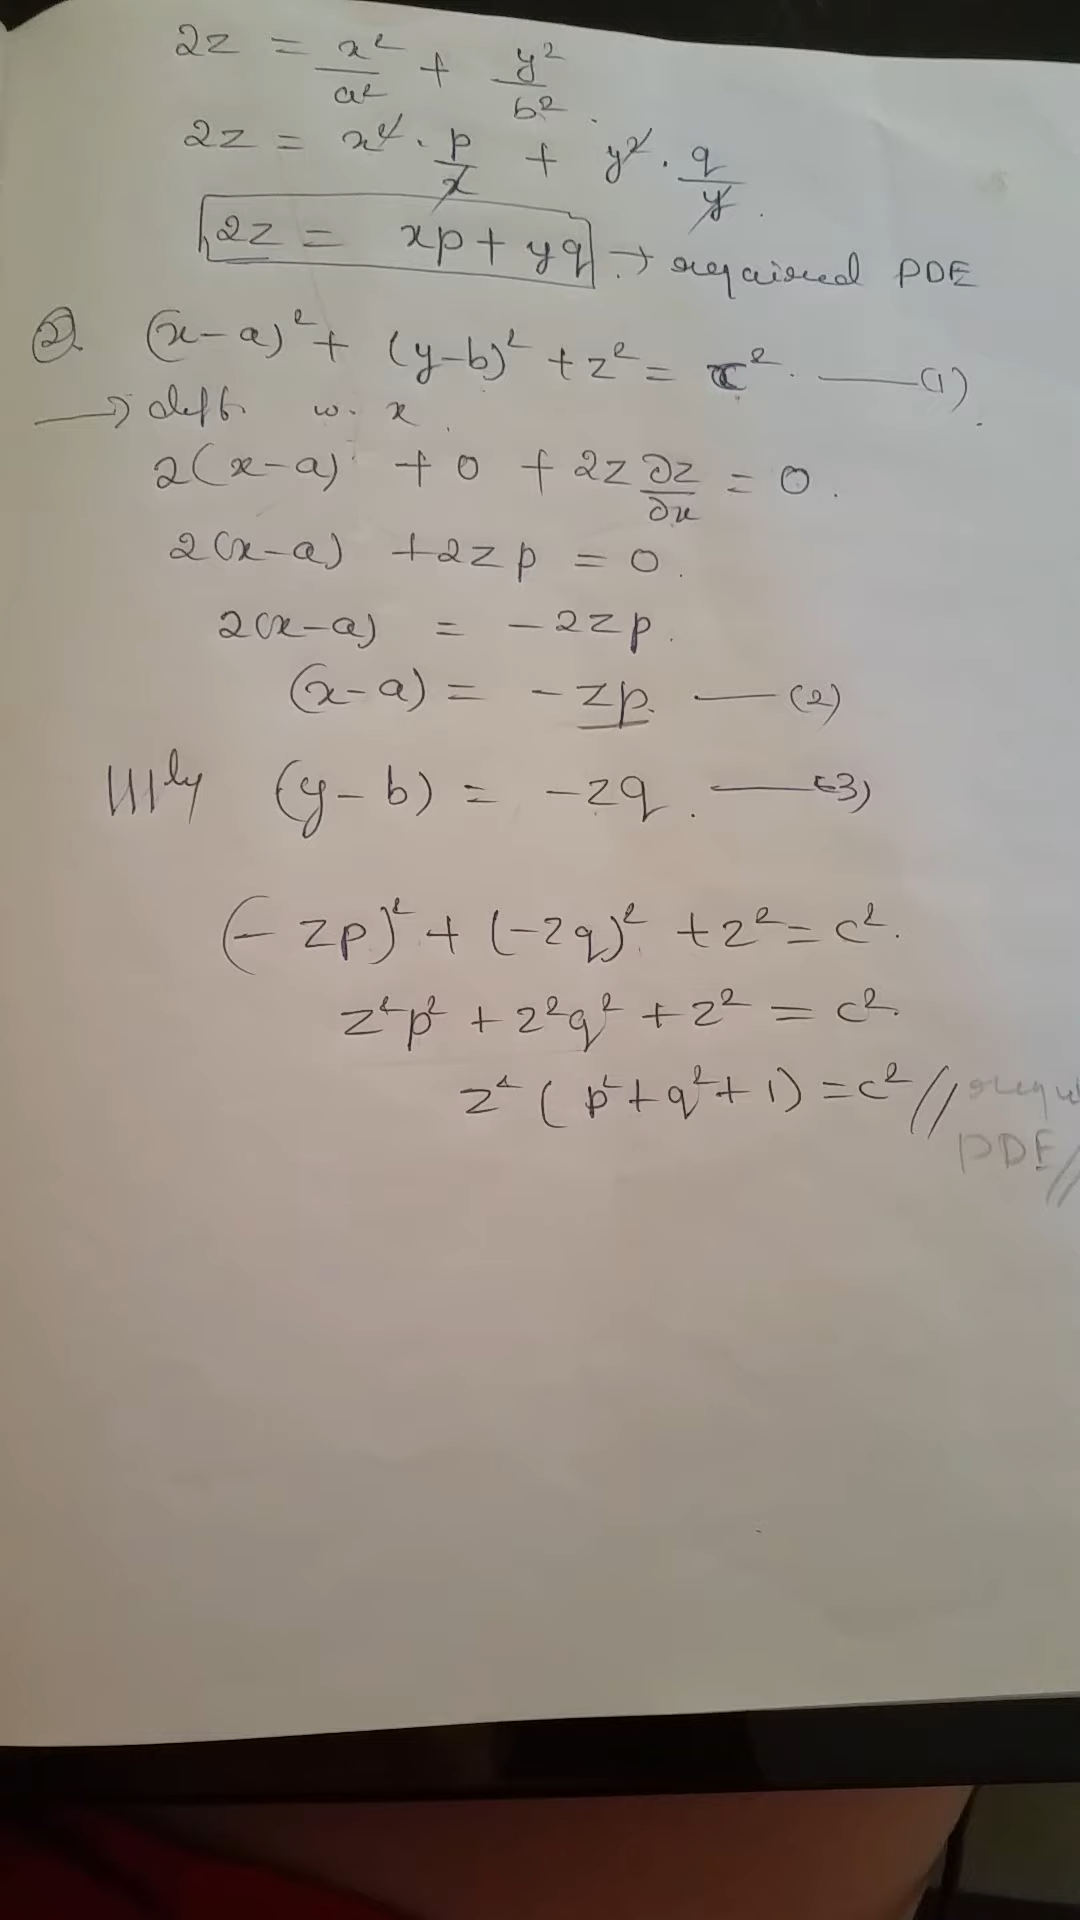 2z = x²/a² + y²/b².
2z = x². p/x + y². q/y.
2z = xp + yq. → required PDE
②. (x-a)² + (y-b)² + z² = c². —(1).
→ diff. w. x.
2(x-a) + 0 + 2z ∂z/∂x = 0.
2(x-a) + 2zp = 0.
2(x-a) = -2zp.
(x-a) = -zp. —(2)
lllly (y-b) = -zq. —(3)
(-zp)² + (-zq)² + z² = c².
z²p² + z²q² + z² = c².
z² (p² + q² + 1) = c² //
PDE //